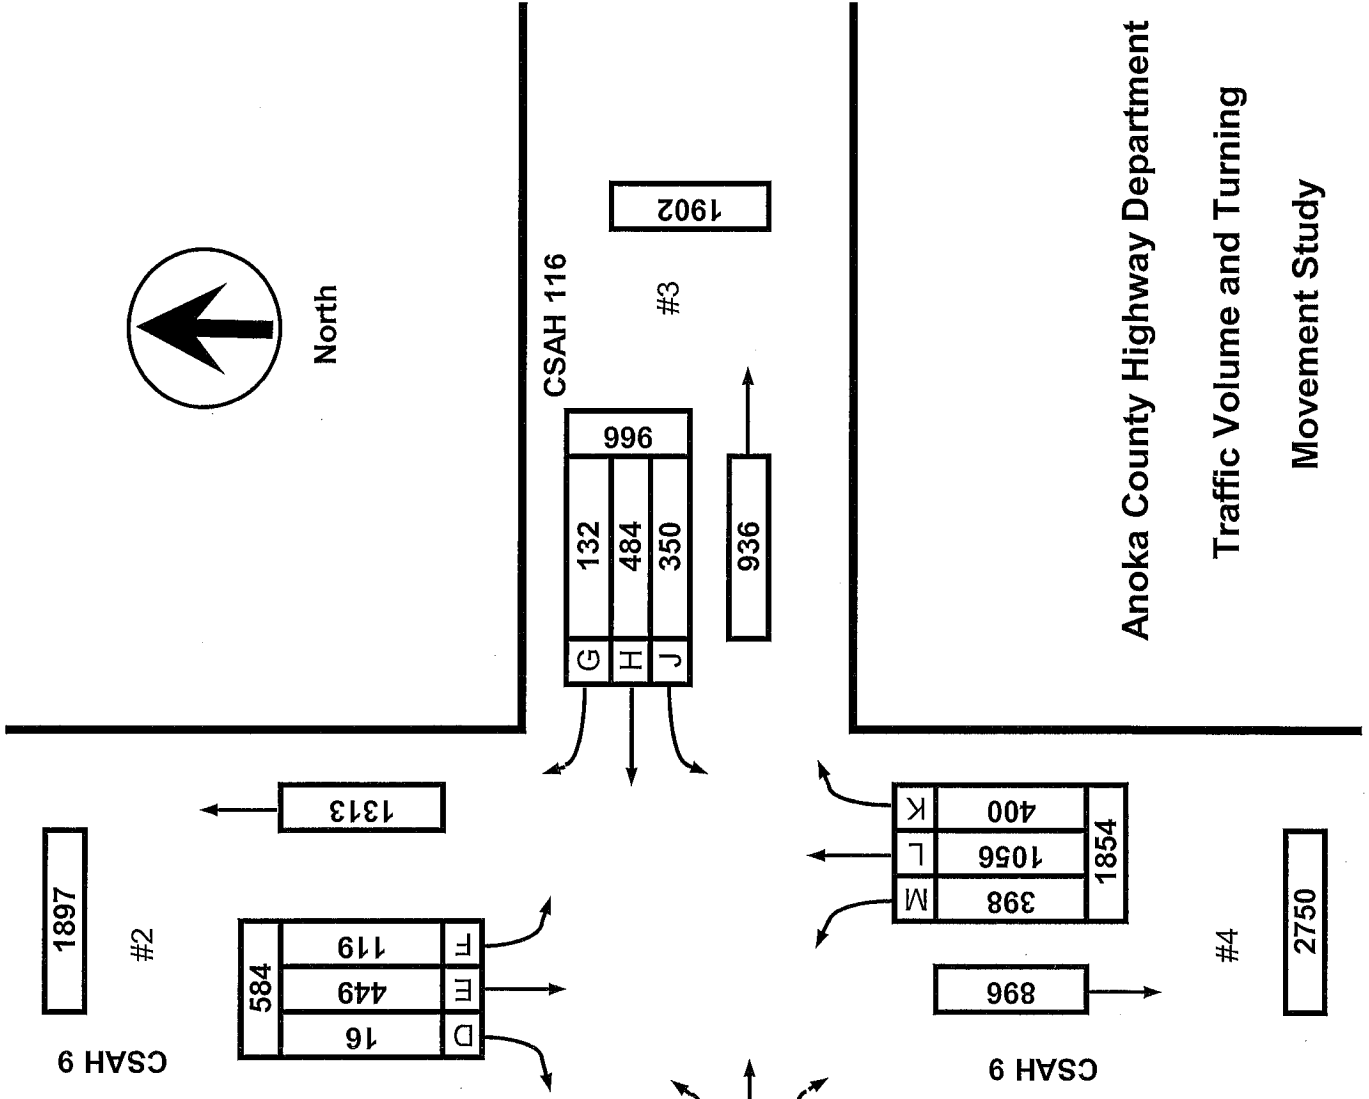 North
CSAH 116
#3
1902
966
G 132
H 484
J 350
936
1313
1897
#2
CSAH 9
584
F 119
E 449
D 16
K 400
L 1056
M 398
1854
896
#4
2750
CSAH 9
Anoka County Highway Department
Traffic Volume and Turning
Movement Study